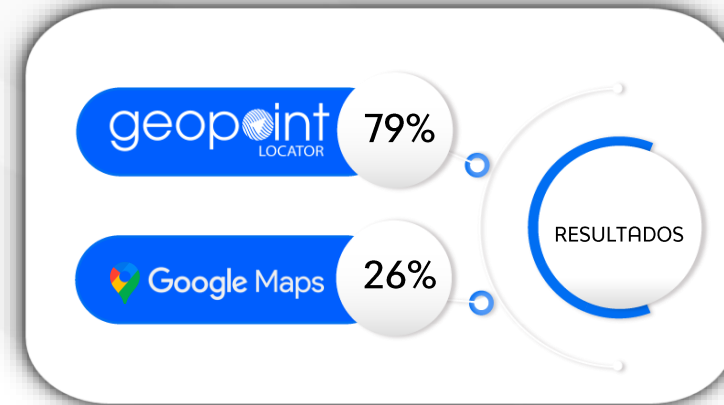 geopoint
LOCATOR
79%
Google Maps
26%
RESULTADOS